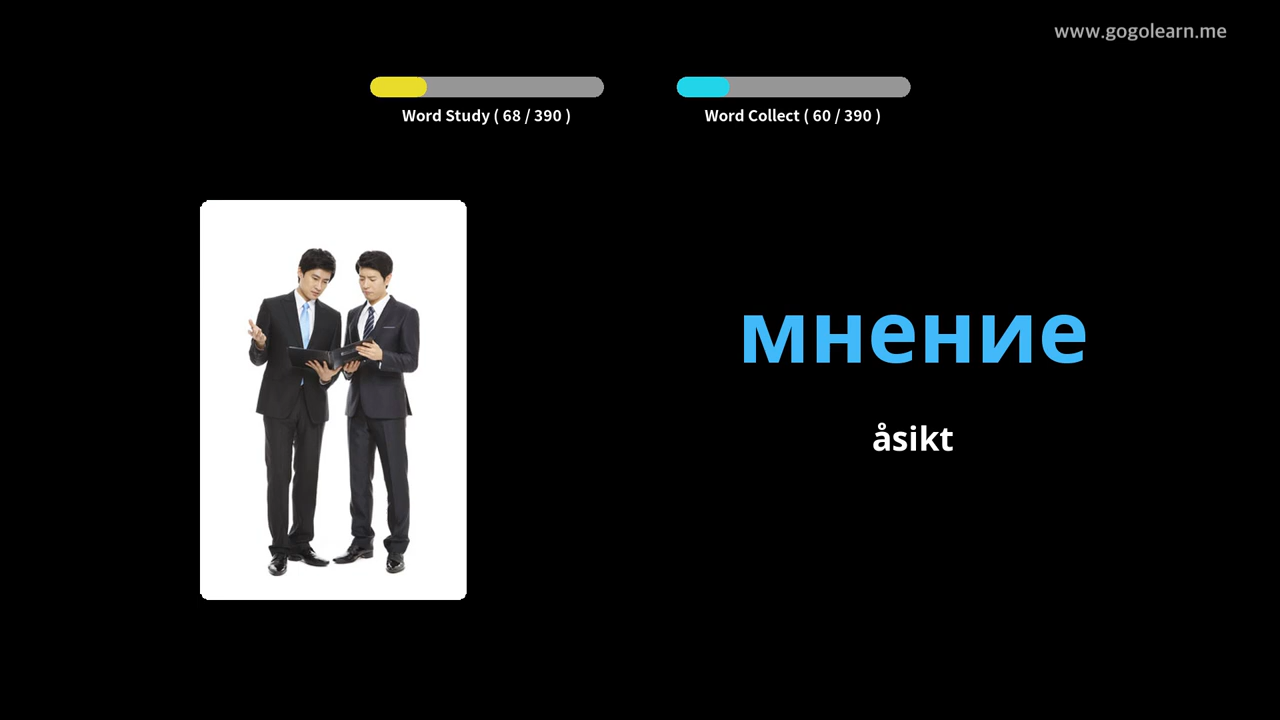 www.gogolearn.me
Word Study ( 68 / 390 )
Word Collect ( 60 / 390 )
мнение
åsikt